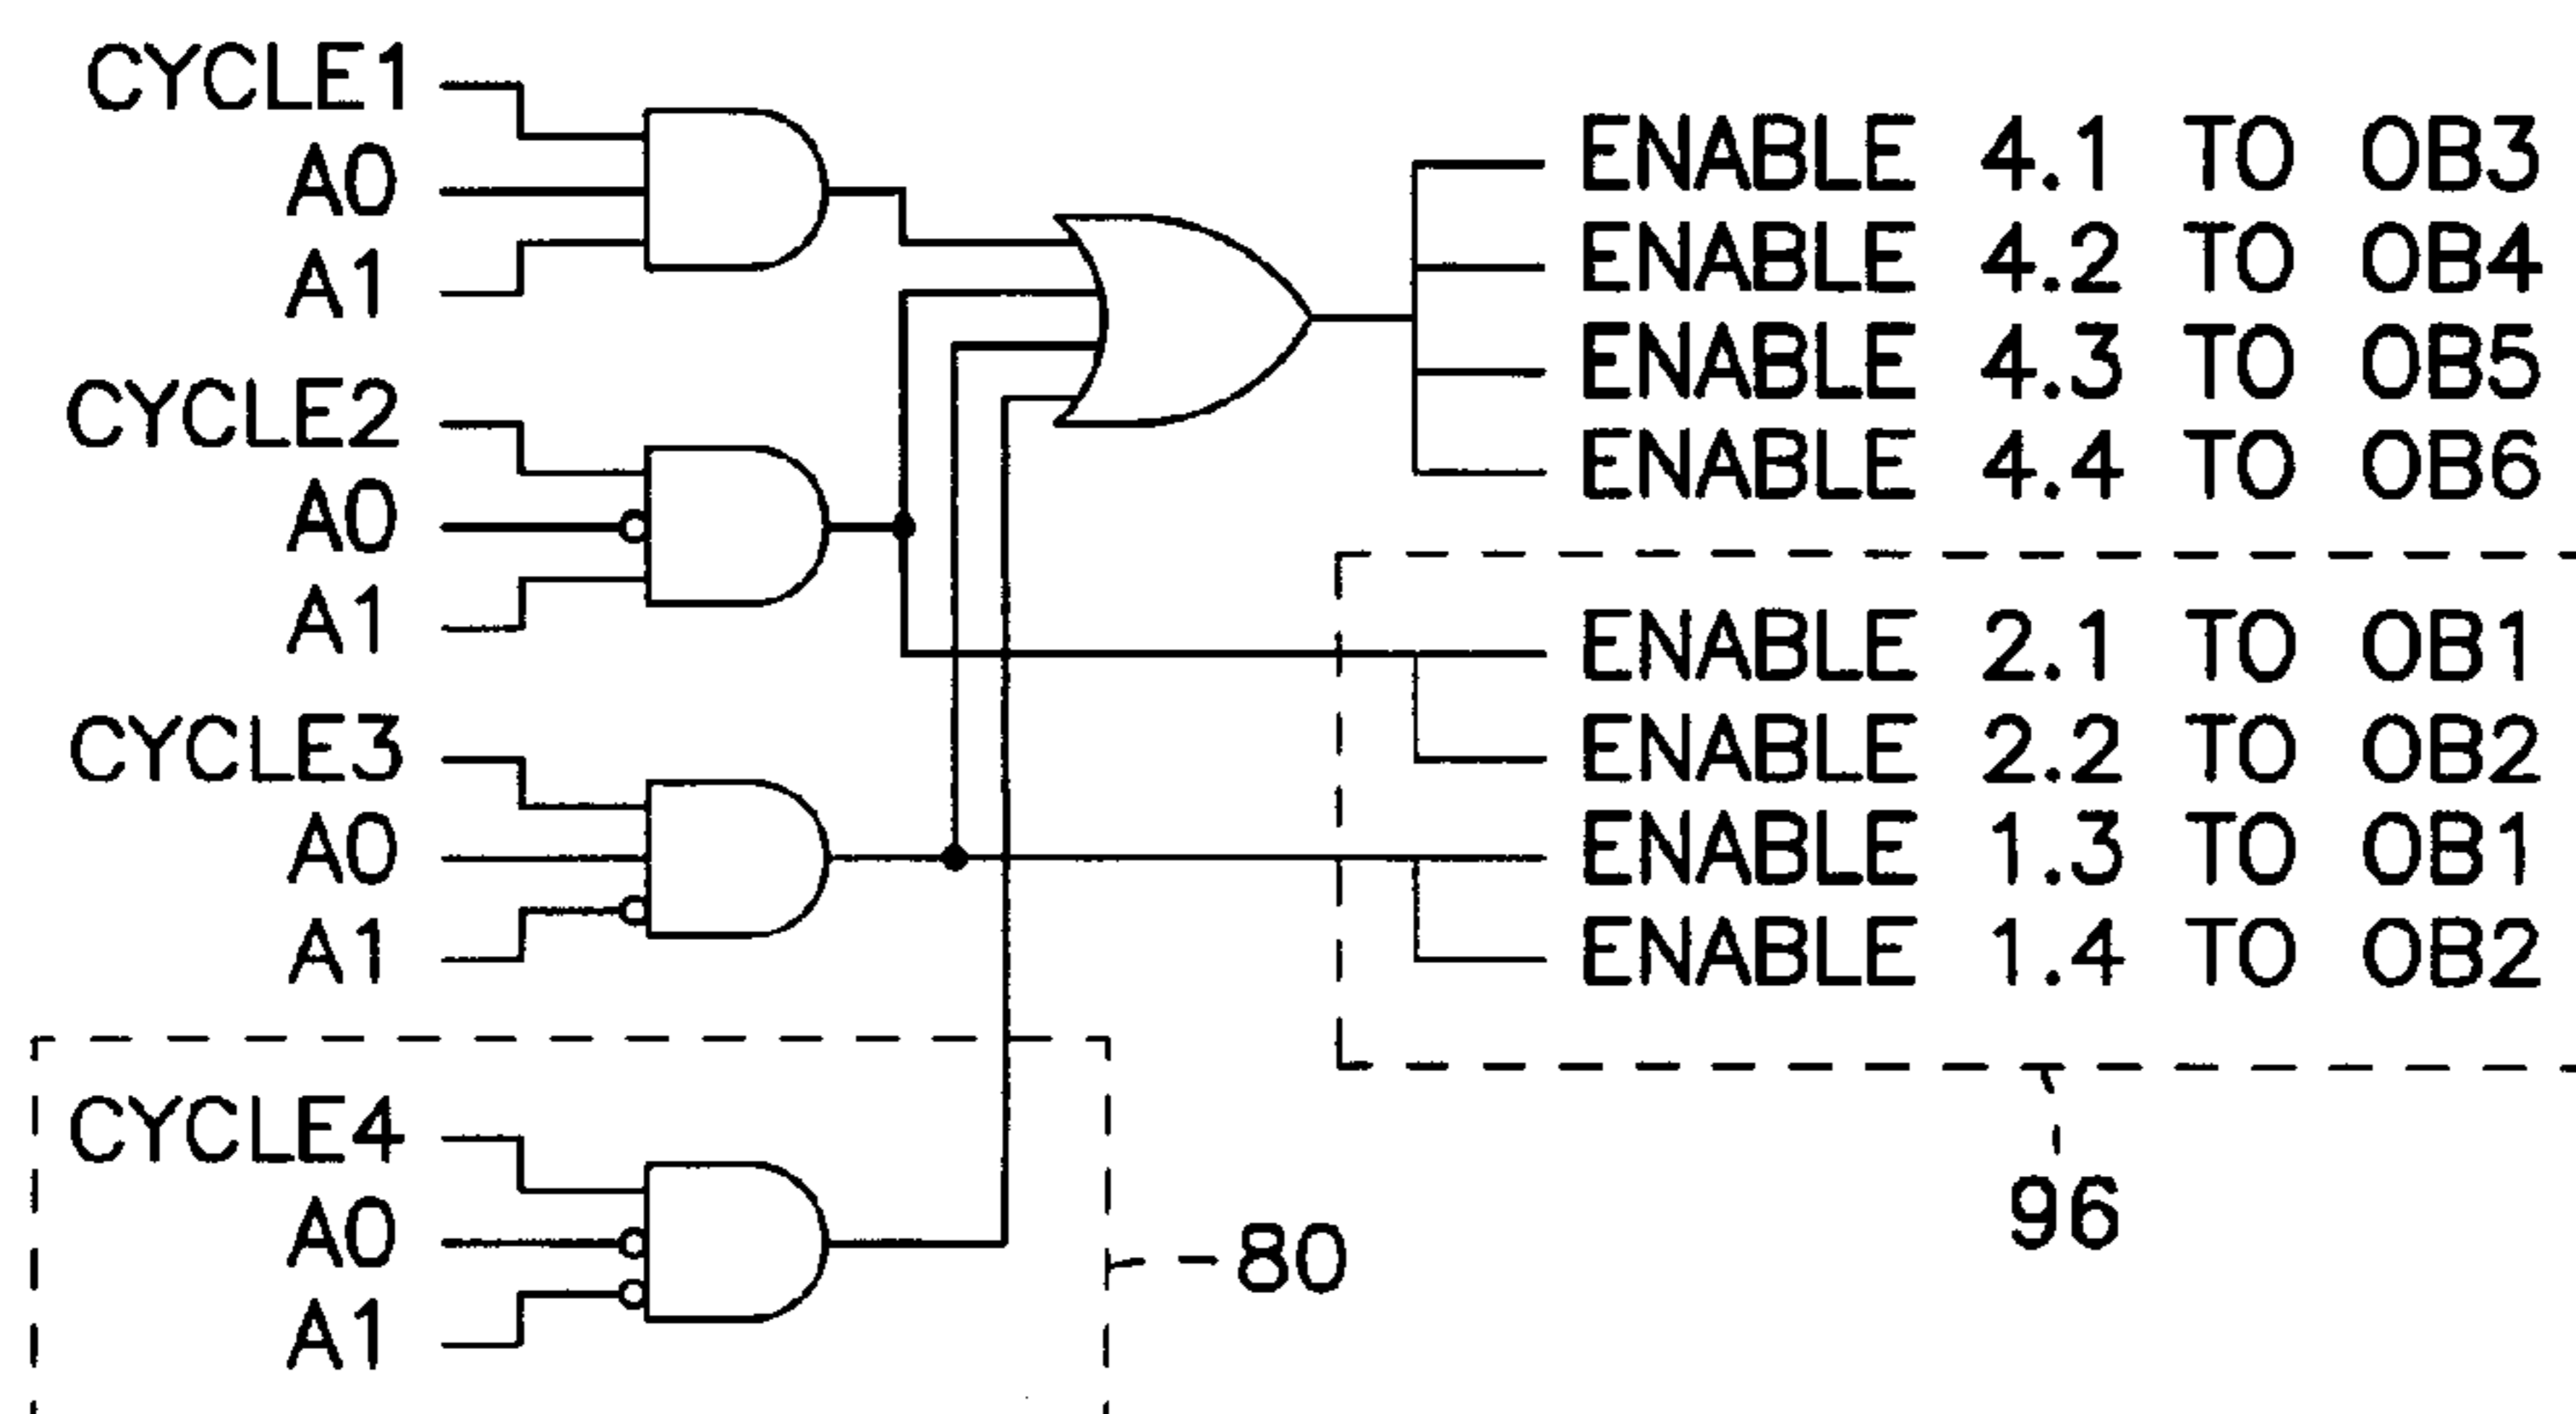 CYCLE1
A0
A1
CYCLE2
A0
A1
CYCLE3
A0
A1
CYCLE4
A0
A1
ENABLE 4.1 TO OB3
ENABLE 4.2 TO OB4
ENABLE 4.3 TO OB5
ENABLE 4.4 TO OB6
ENABLE 2.1 TO OB1
ENABLE 2.2 TO OB2
ENABLE 1.3 TO OB1
ENABLE 1.4 TO OB2
80
96